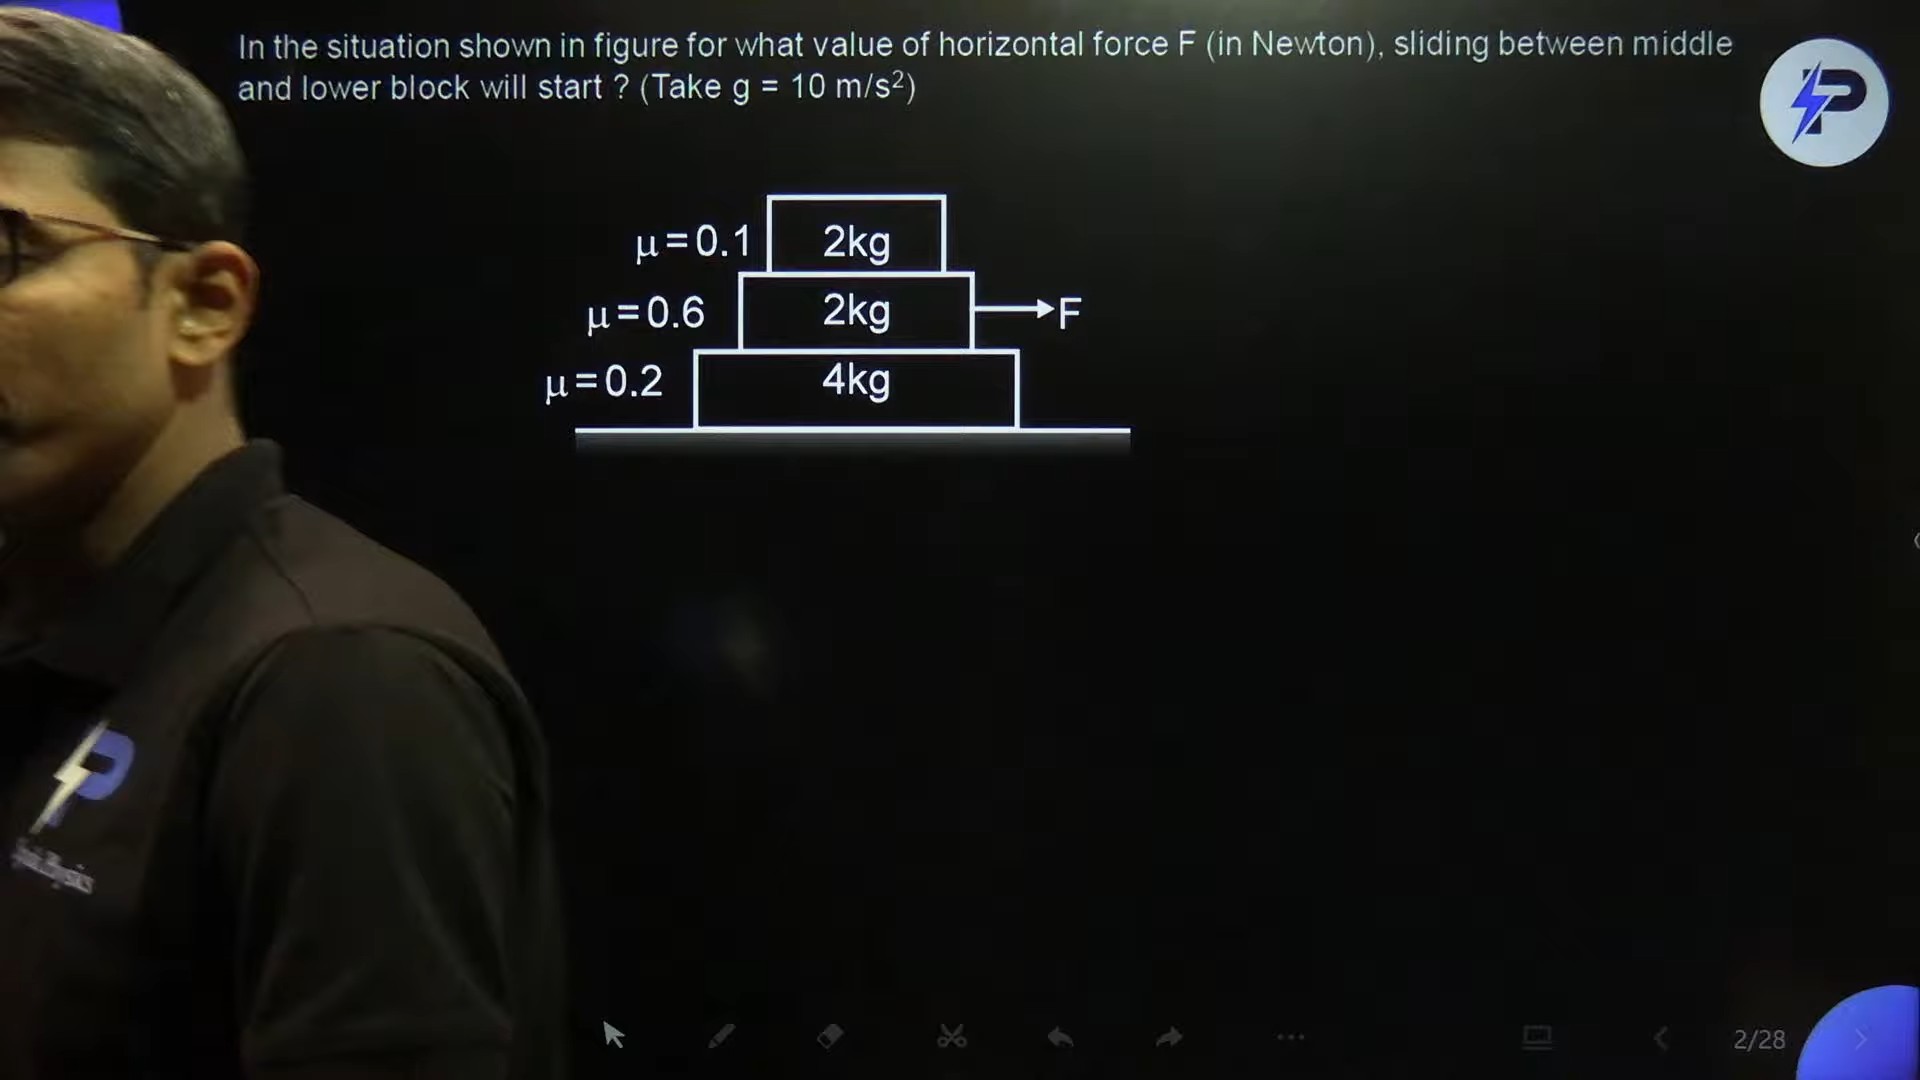 In the situation shown in figure for what value of horizontal force F (in Newton), sliding between middle
and lower block will start ? (Take g = 10 m/s²)
μ = 0.1 2kg
μ = 0.6 2kg F
μ = 0.2 4kg
2/28